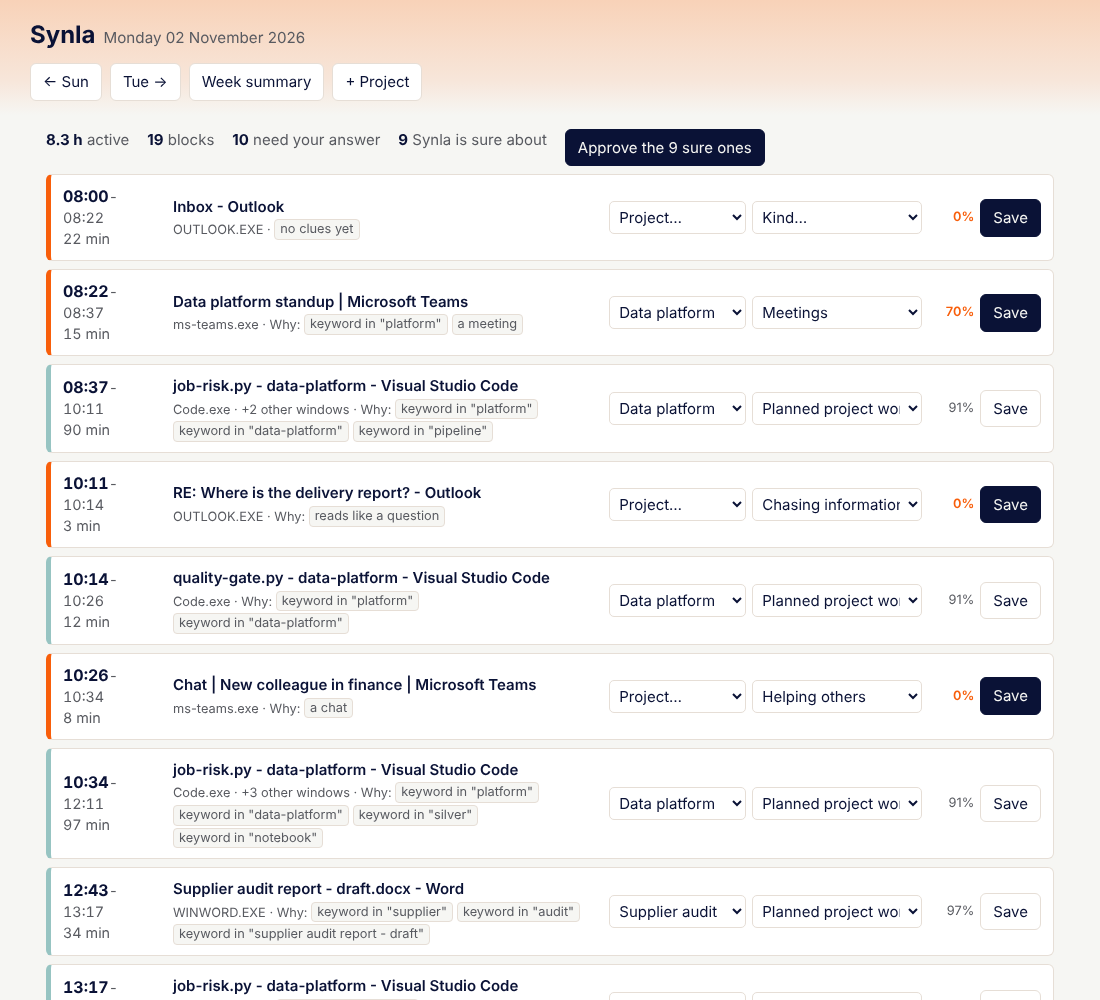 Synla Monday 02 November 2026
← Sun Tue → Week summary + Project
8.3 h active 19 blocks 10 need your answer 9 Synla is sure about Approve the 9 sure ones
08:00 –
08:22
22 min
Inbox - Outlook
OUTLOOK.EXE · no clues yet
Project... Kind... 0% Save
08:22 –
08:37
15 min
Data platform standup | Microsoft Teams
ms-teams.exe · Why: keyword in "platform" a meeting
Data platform Meetings 70% Save
08:37 –
10:11
90 min
job-risk.py - data-platform - Visual Studio Code
Code.exe · +2 other windows · Why: keyword in "platform"
keyword in "data-platform" keyword in "pipeline"
Data platform Planned project wo 91% Save
10:11 –
10:14
3 min
RE: Where is the delivery report? - Outlook
OUTLOOK.EXE · Why: reads like a question
Project... Chasing information 0% Save
10:14 –
10:26
12 min
quality-gate.py - data-platform - Visual Studio Code
Code.exe · Why: keyword in "platform"
keyword in "data-platform"
Data platform Planned project wo 91% Save
10:26 –
10:34
8 min
Chat | New colleague in finance | Microsoft Teams
ms-teams.exe · Why: a chat
Project... Helping others 0% Save
10:34 –
12:11
97 min
job-risk.py - data-platform - Visual Studio Code
Code.exe · +3 other windows · Why: keyword in "platform"
keyword in "data-platform" keyword in "silver"
keyword in "notebook"
Data platform Planned project wo 91% Save
12:43 –
13:17
34 min
Supplier audit report - draft.docx - Word
WINWORD.EXE · Why: keyword in "supplier" keyword in "audit"
keyword in "supplier audit report - draft"
Supplier audit Planned project wo 97% Save
13:17 –
job-risk.py - data-platform - Visual Studio Code